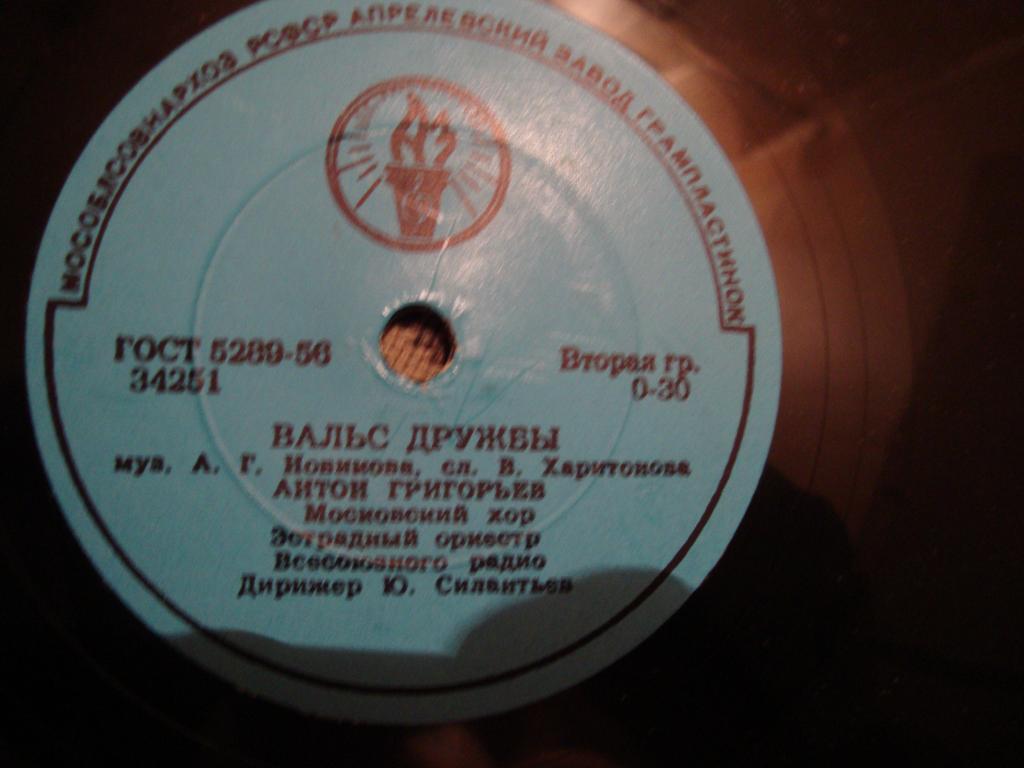 МОСОБЛСОВНАРХОЗ РСФСР АПРЕЛЕВСКИЙ ЗАВОД ГРАМПЛАСТИНОК
ГОСТ 5289-56
34251
Вторая гр.
0-30
ВАЛЬС ДРУЖБЫ
муз. А. Г. Новикова, сл. В. Харитонова
АНТОН ГРИГОРЬЕВ
Московский хор
Эстрадный оркестр
Всесоюзного радио
Дирижер Ю. Силантьев